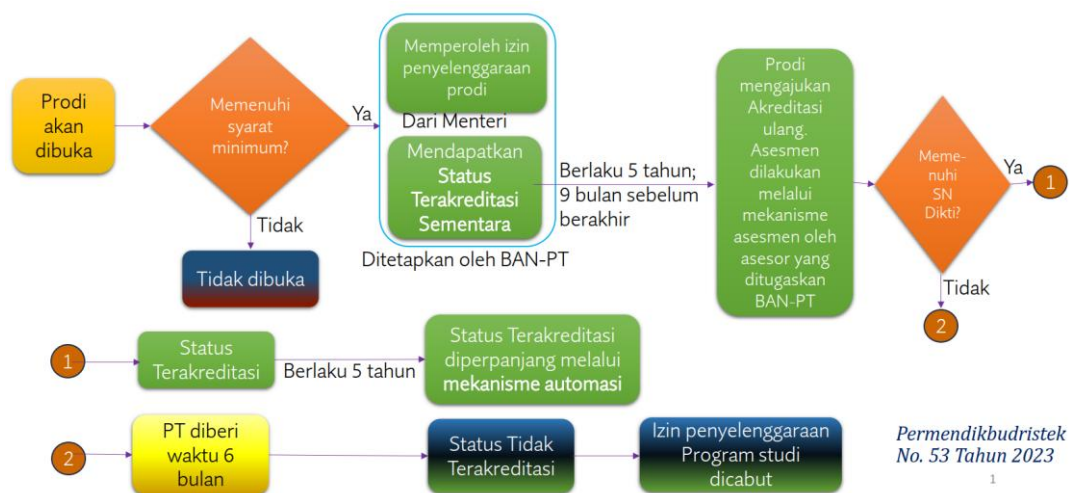 Prodi
akan
dibuka
Memenuhi
syarat
minimum?
Ya
Tidak
Tidak dibuka
Memperoleh izin
penyelenggaraan
prodi
Dari Menteri
Mendapatkan
Status
Terakreditasi
Sementara
Ditetapkan oleh BAN-PT
Berlaku 5 tahun;
9 bulan sebelum
berakhir
Prodi
mengajukan
Akreditasi
ulang.
Asesmen
dilakukan
melalui
mekanisme
asesmen oleh
asesor yang
ditugaskan
BAN-PT
Meme-
nuhi
SN
Dikti?
Ya
1
Tidak
2
1
Status
Terakreditasi
Berlaku 5 tahun
Status Terakreditasi
diperpanjang melalui
mekanisme automasi
2
PT diberi
waktu 6
bulan
Status Tidak
Terakreditasi
Izin penyelenggaraan
Program studi
dicabut
Permendikbudristek
No. 53 Tahun 2023
1